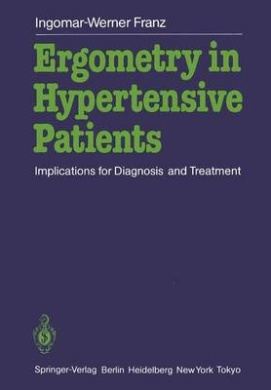 Ingomar-Werner Franz
Ergometry in
Hypertensive
Patients
Implications for Diagnosis and Treatment
Springer-Verlag Berlin Heidelberg New York Tokyo